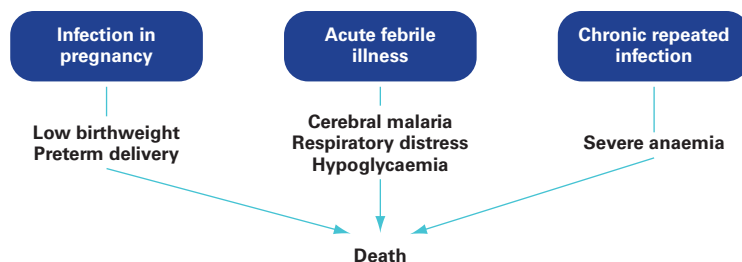 Infection in
pregnancy
Acute febrile
illness
Chronic repeated
infection
Low birthweight
Preterm delivery
Cerebral malaria
Respiratory distress
Hypoglycaemia
Severe anaemia
Death